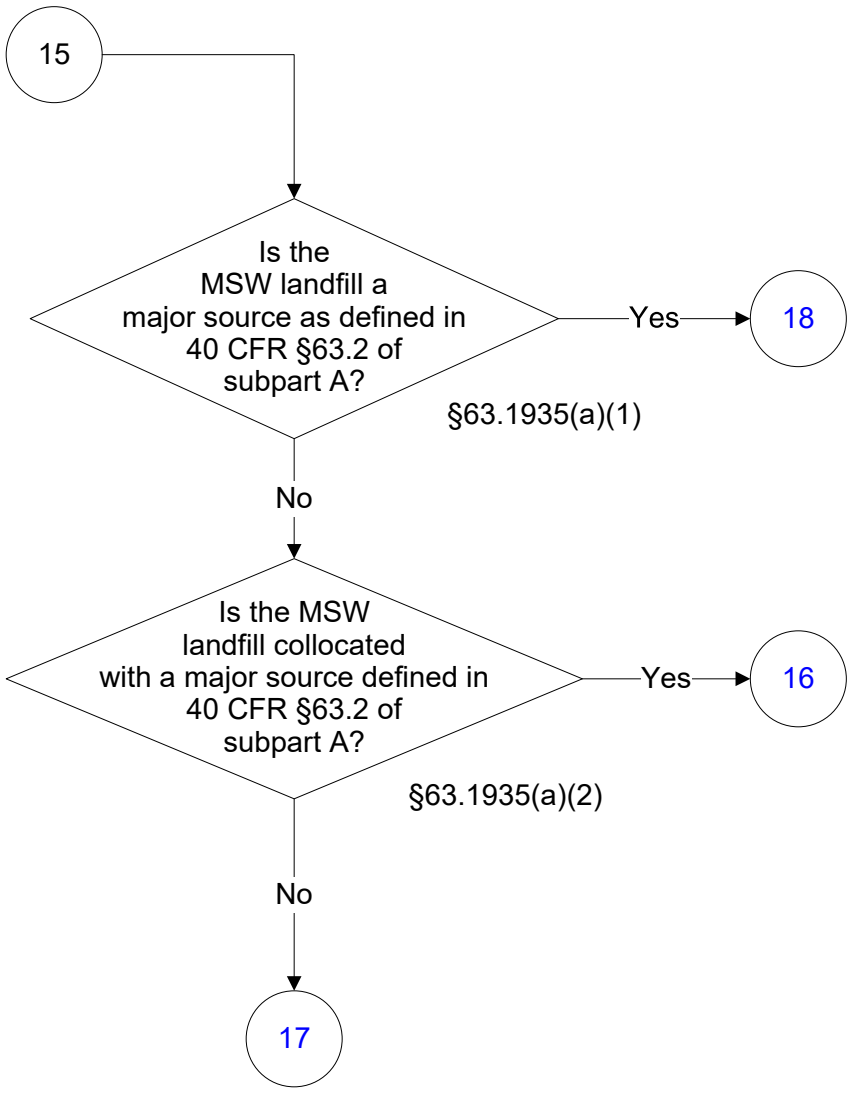 15
Is the
MSW landfill a
major source as defined in
40 CFR §63.2 of
subpart A?
Yes
18
§63.1935(a)(1)
No
Is the MSW
landfill collocated
with a major source defined in
40 CFR §63.2 of
subpart A?
Yes
16
§63.1935(a)(2)
No
17